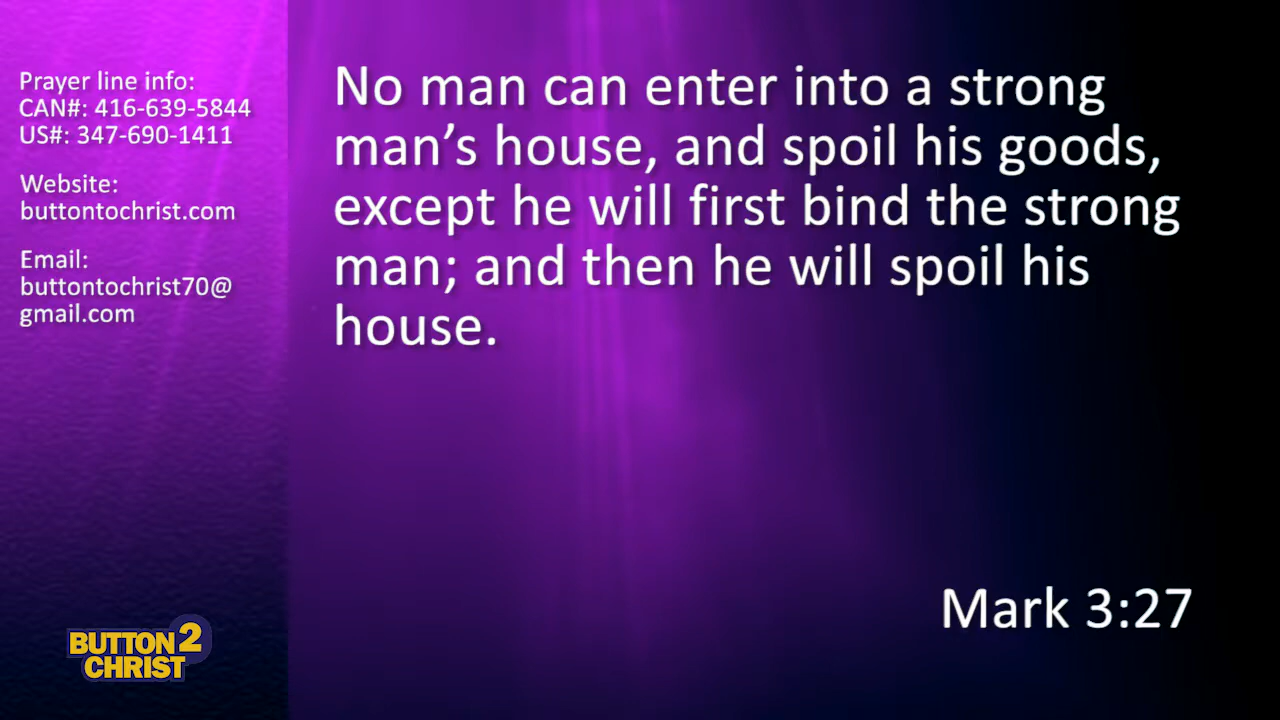 Prayer line info:
CAN#: 416-639-5844
US#: 347-690-1411
Website:
buttontochrist.com
Email:
buttontochrist70@
gmail.com
No man can enter into a strong
man’s house, and spoil his goods,
except he will first bind the strong
man; and then he will spoil his
house.
Mark 3:27
BUTTON 2
CHRIST